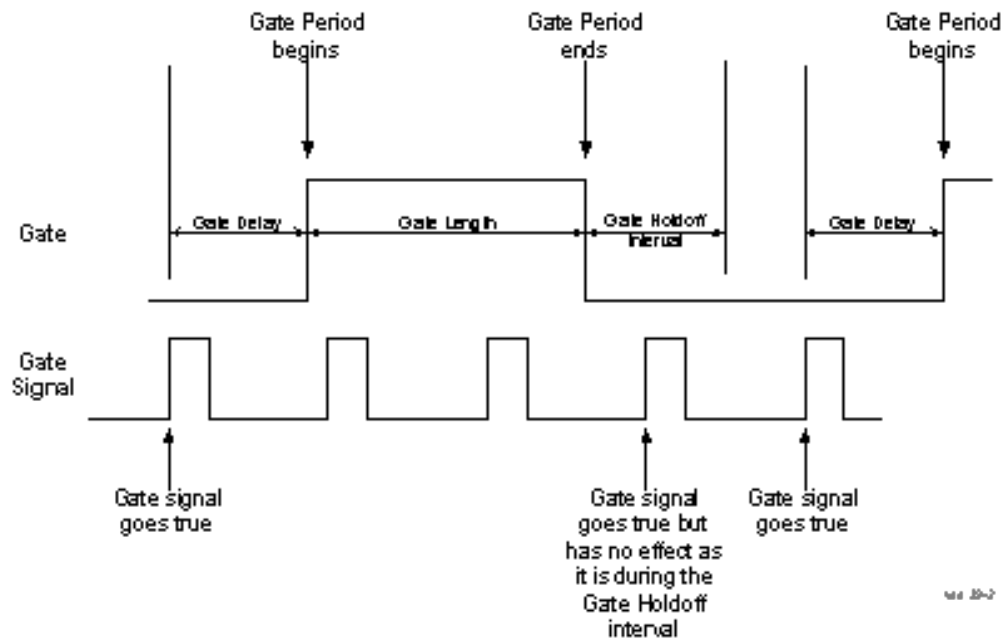 Gate Period
begins
Gate Period
ends
Gate Period
begins
Gate
Gate Delay
Gate Length
Gate Holdoff
Interval
Gate Delay
Gate
Signal
Gate signal
goes true
Gate signal
goes true but
has no effect as
it is during the
Gate Holdoff
interval
Gate signal
goes true